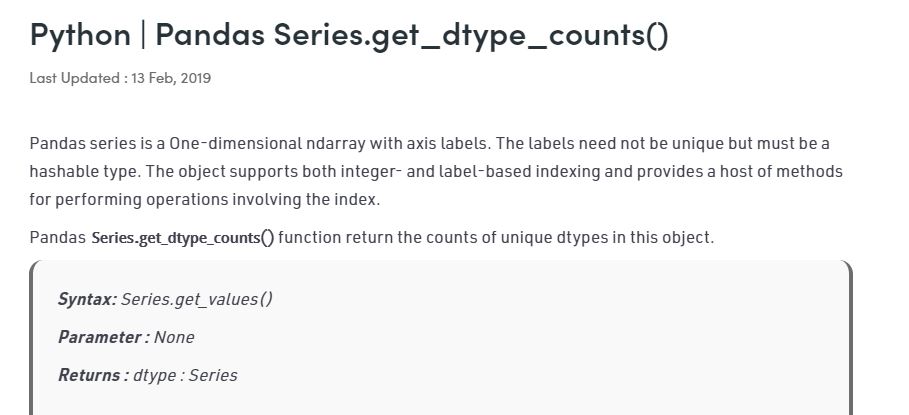 Python | Pandas Series.get_dtype_counts()
Last Updated : 13 Feb, 2019
Pandas series is a One-dimensional ndarray with axis labels. The labels need not be unique but must be a
hashable type. The object supports both integer- and label-based indexing and provides a host of methods
for performing operations involving the index.
Pandas Series.get_dtype_counts() function return the counts of unique dtypes in this object.
Syntax: Series.get_values()
Parameter : None
Returns : dtype : Series